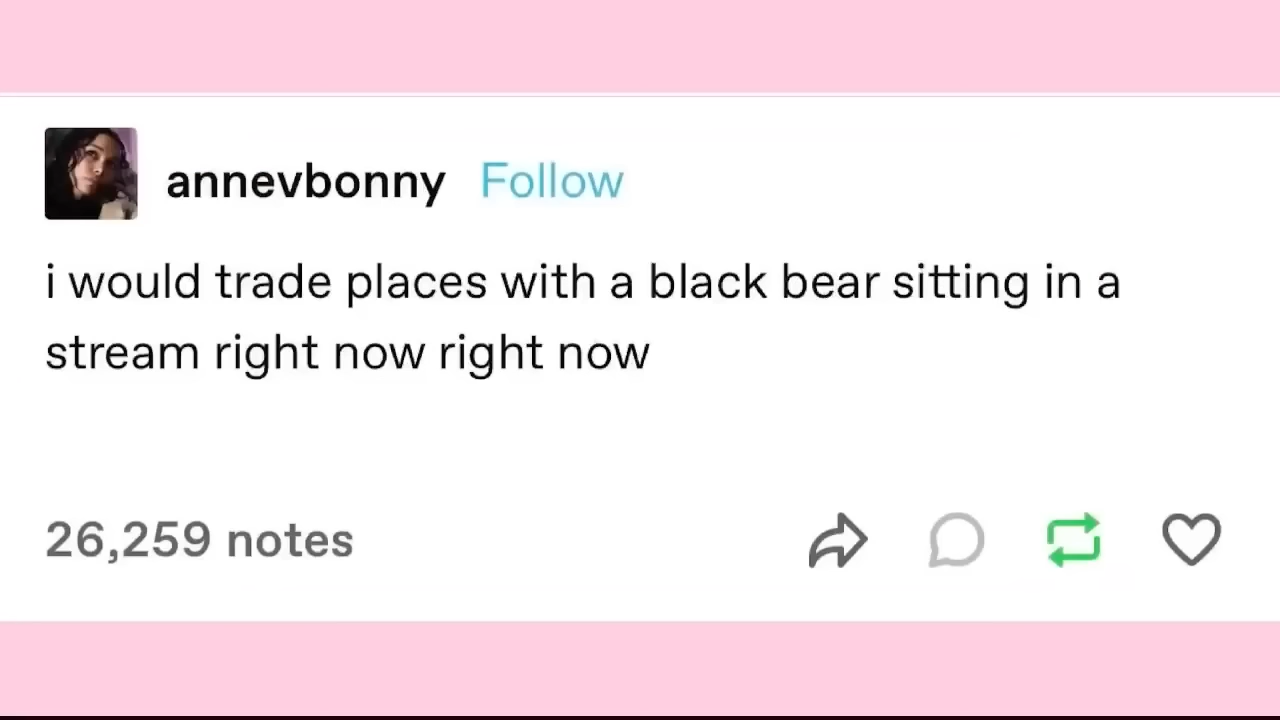 annevbonny Follow
i would trade places with a black bear sitting in a
stream right now right now
26,259 notes